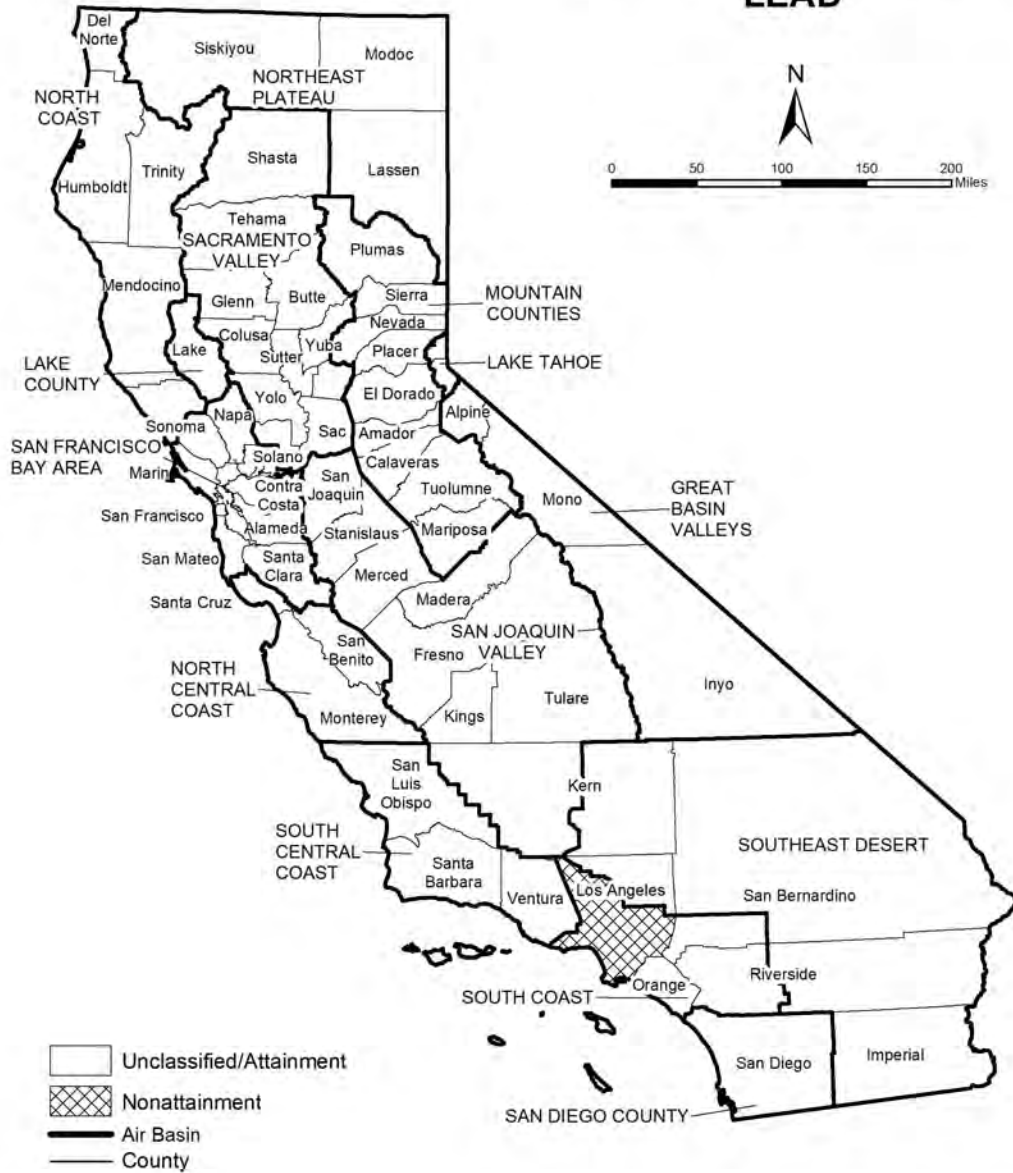 LEAD
N
0 50 100 150 200
Miles
Del
Norte
Siskiyou
Modoc
NORTHEAST
PLATEAU
NORTH
COAST
Humboldt
Trinity
Shasta
Lassen
Tehama
SACRAMENTO
VALLEY
Plumas
Mendocino
Glenn
Butte
Sierra
MOUNTAIN
COUNTIES
Nevada
Colusa
Sutter
Yuba
Placer
Lake
LAKE TAHOE
LAKE
COUNTY
El Dorado
Yolo
Napa
Alpine
Sonoma
Sac
Amador
SAN FRANCISCO
BAY AREA
Solano
Calaveras
Marin
Contra
Costa
San
Joaquin
Tuolumne
Mono
GREAT
BASIN
VALLEYS
San Francisco
Alameda
Stanislaus
Mariposa
San Mateo
Santa
Clara
Merced
Santa Cruz
Madera
San
Benito
SAN JOAQUIN
VALLEY
Fresno
NORTH
CENTRAL
COAST
Inyo
Tulare
Monterey
Kings
San
Luis
Obispo
Kern
SOUTH
CENTRAL
COAST
SOUTHEAST DESERT
Santa
Barbara
Ventura
Los Angeles
San Bernardino
Riverside
Orange
SOUTH COAST
San Diego
Imperial
SAN DIEGO COUNTY
Unclassified/Attainment
Nonattainment
Air Basin
County